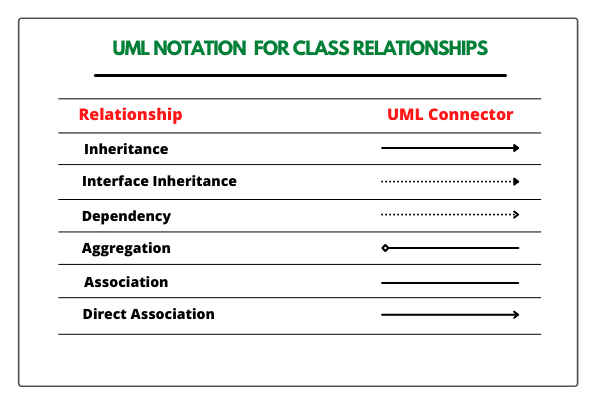 UML NOTATION FOR CLASS RELATIONSHIPS
Relationship UML Connector
Inheritance
Interface Inheritance
Dependency
Aggregation
Association
Direct Association